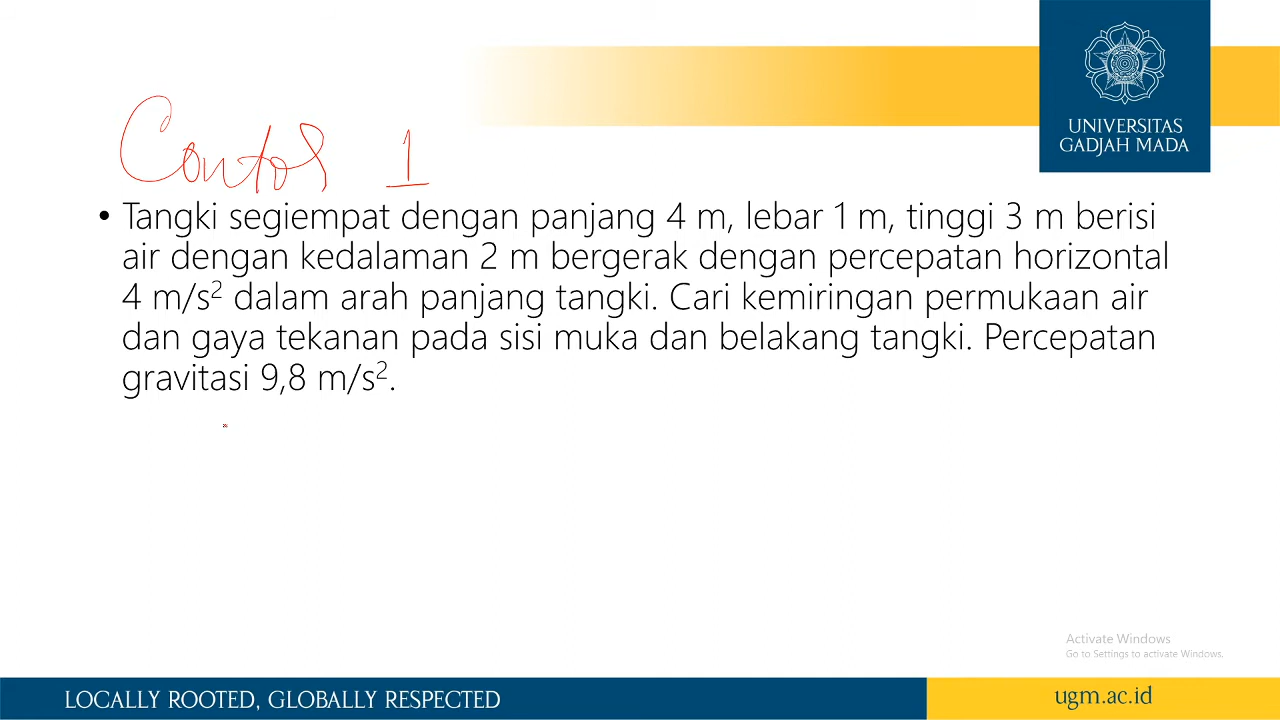 UNIVERSITAS
GADJAH MADA
Contoh 1
• Tangki segiempat dengan panjang 4 m, lebar 1 m, tinggi 3 m berisi
air dengan kedalaman 2 m bergerak dengan percepatan horizontal
4 m/s² dalam arah panjang tangki. Cari kemiringan permukaan air
dan gaya tekanan pada sisi muka dan belakang tangki. Percepatan
gravitasi 9,8 m/s².
Activate Windows
Go to Settings to activate Windows.
LOCALLY ROOTED, GLOBALLY RESPECTED
ugm.ac.id